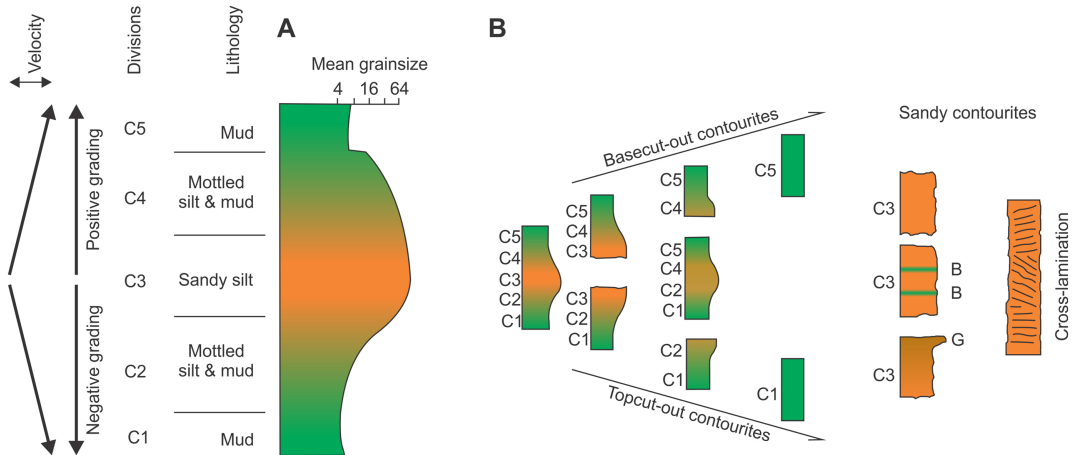 Velocity
Divisions
Lithology
A
Mean grainsize
4 16 64
Positive grading
Negative grading
C5
Mud
C4
Mottled
silt & mud
C3
Sandy silt
C2
Mottled
silt & mud
C1
Mud
B
Basecut-out contourites
C5
C4
C3
C2
C1
C5
C4
C3
C3
C2
C1
C5
C4
C5
C4
C2
C1
C2
C1
C5
C1
Topcut-out contourites
Sandy contourites
C3
C3
B
B
C3
G
Cross-lamination